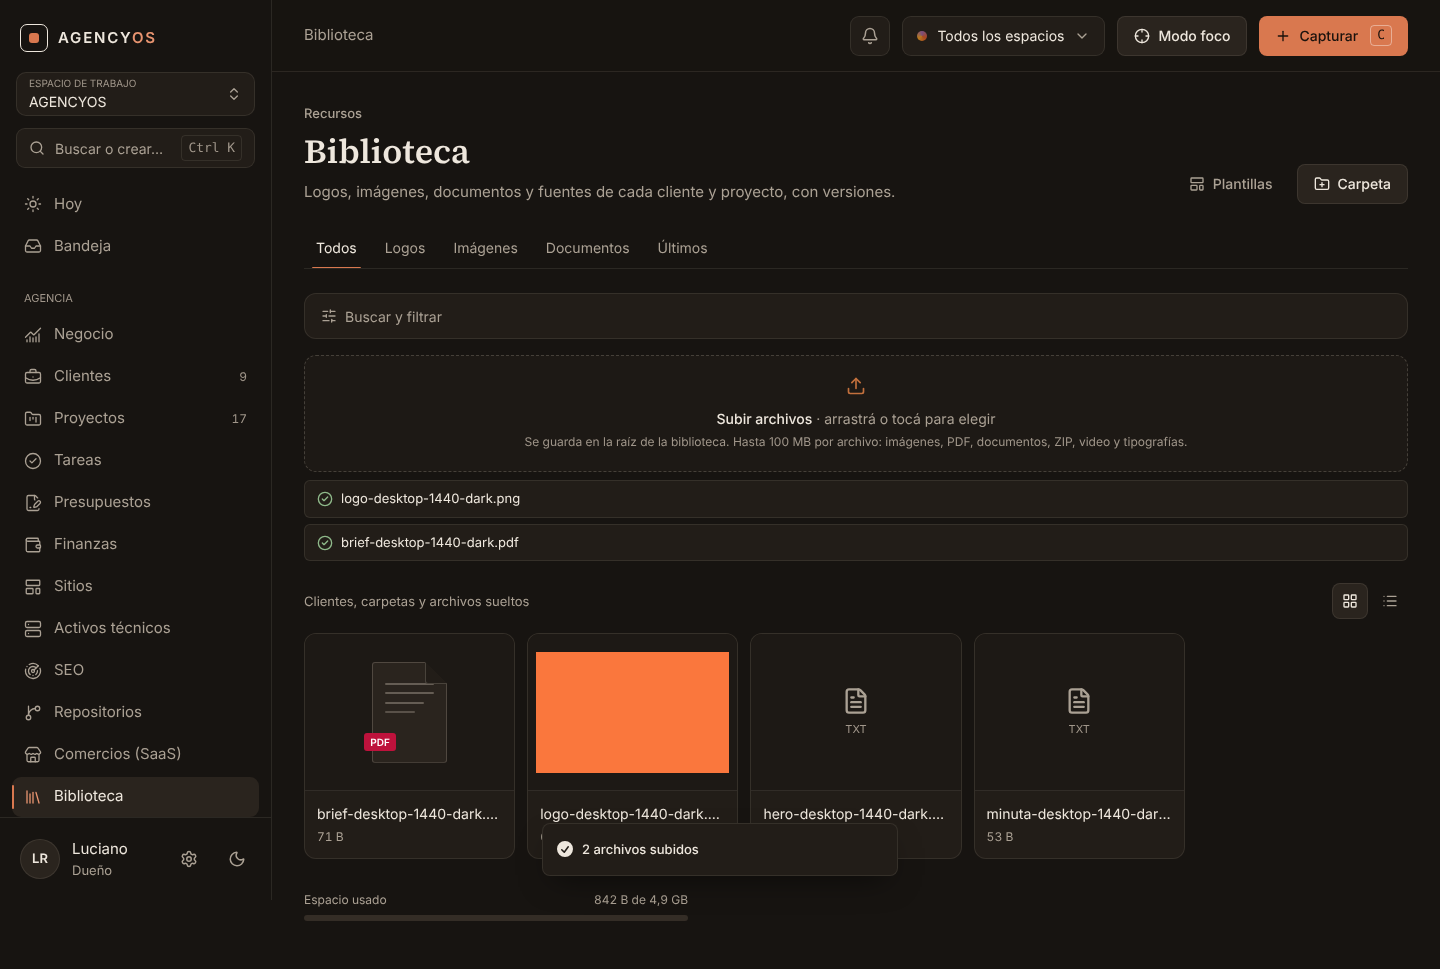 AGENCYOS
ESPACIO DE TRABAJO
AGENCYOS
Buscar o crear... Ctrl K
Hoy
Bandeja
AGENCIA
Negocio
Clientes 9
Proyectos 17
Tareas
Presupuestos
Finanzas
Sitios
Activos técnicos
SEO
Repositorios
Comercios (SaaS)
Biblioteca
LR
Luciano
Dueño
Biblioteca
Todos los espacios
Modo foco
Capturar C
Recursos
Biblioteca
Logos, imágenes, documentos y fuentes de cada cliente y proyecto, con versiones.
Plantillas
Carpeta
Todos Logos Imágenes Documentos Últimos
Buscar y filtrar
Subir archivos · arrastrá o tocá para elegir
Se guarda en la raíz de la biblioteca. Hasta 100 MB por archivo: imágenes, PDF, documentos, ZIP, video y tipografías.
logo-desktop-1440-dark.png
brief-desktop-1440-dark.pdf
Clientes, carpetas y archivos sueltos
PDF
TXT
TXT
brief-desktop-1440-dark....
71 B
logo-desktop-1440-dark....
hero-desktop-1440-dark....
minuta-desktop-1440-dar...
53 B
2 archivos subidos
Espacio usado 842 B de 4,9 GB